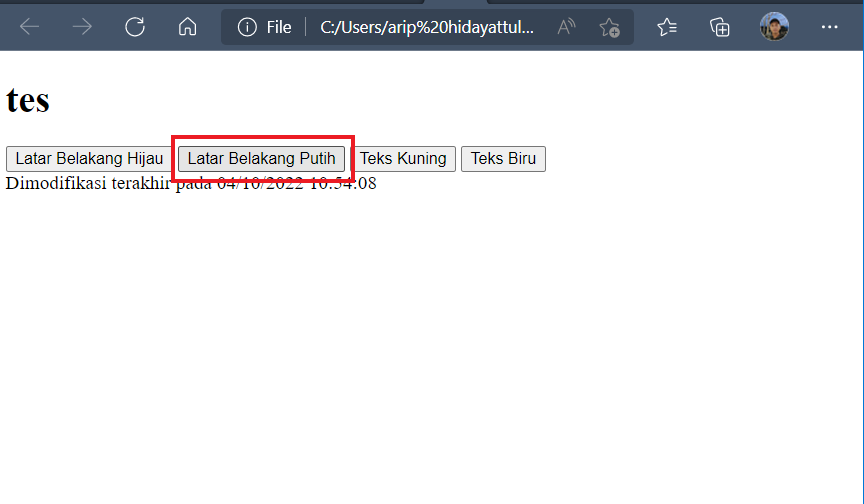 File C:/Users/arip%20hidayattul...
tes
Latar Belakang Hijau Latar Belakang Putih Teks Kuning Teks Biru
Dimodifikasi terakhir pada 04/10/2022 10:54:08